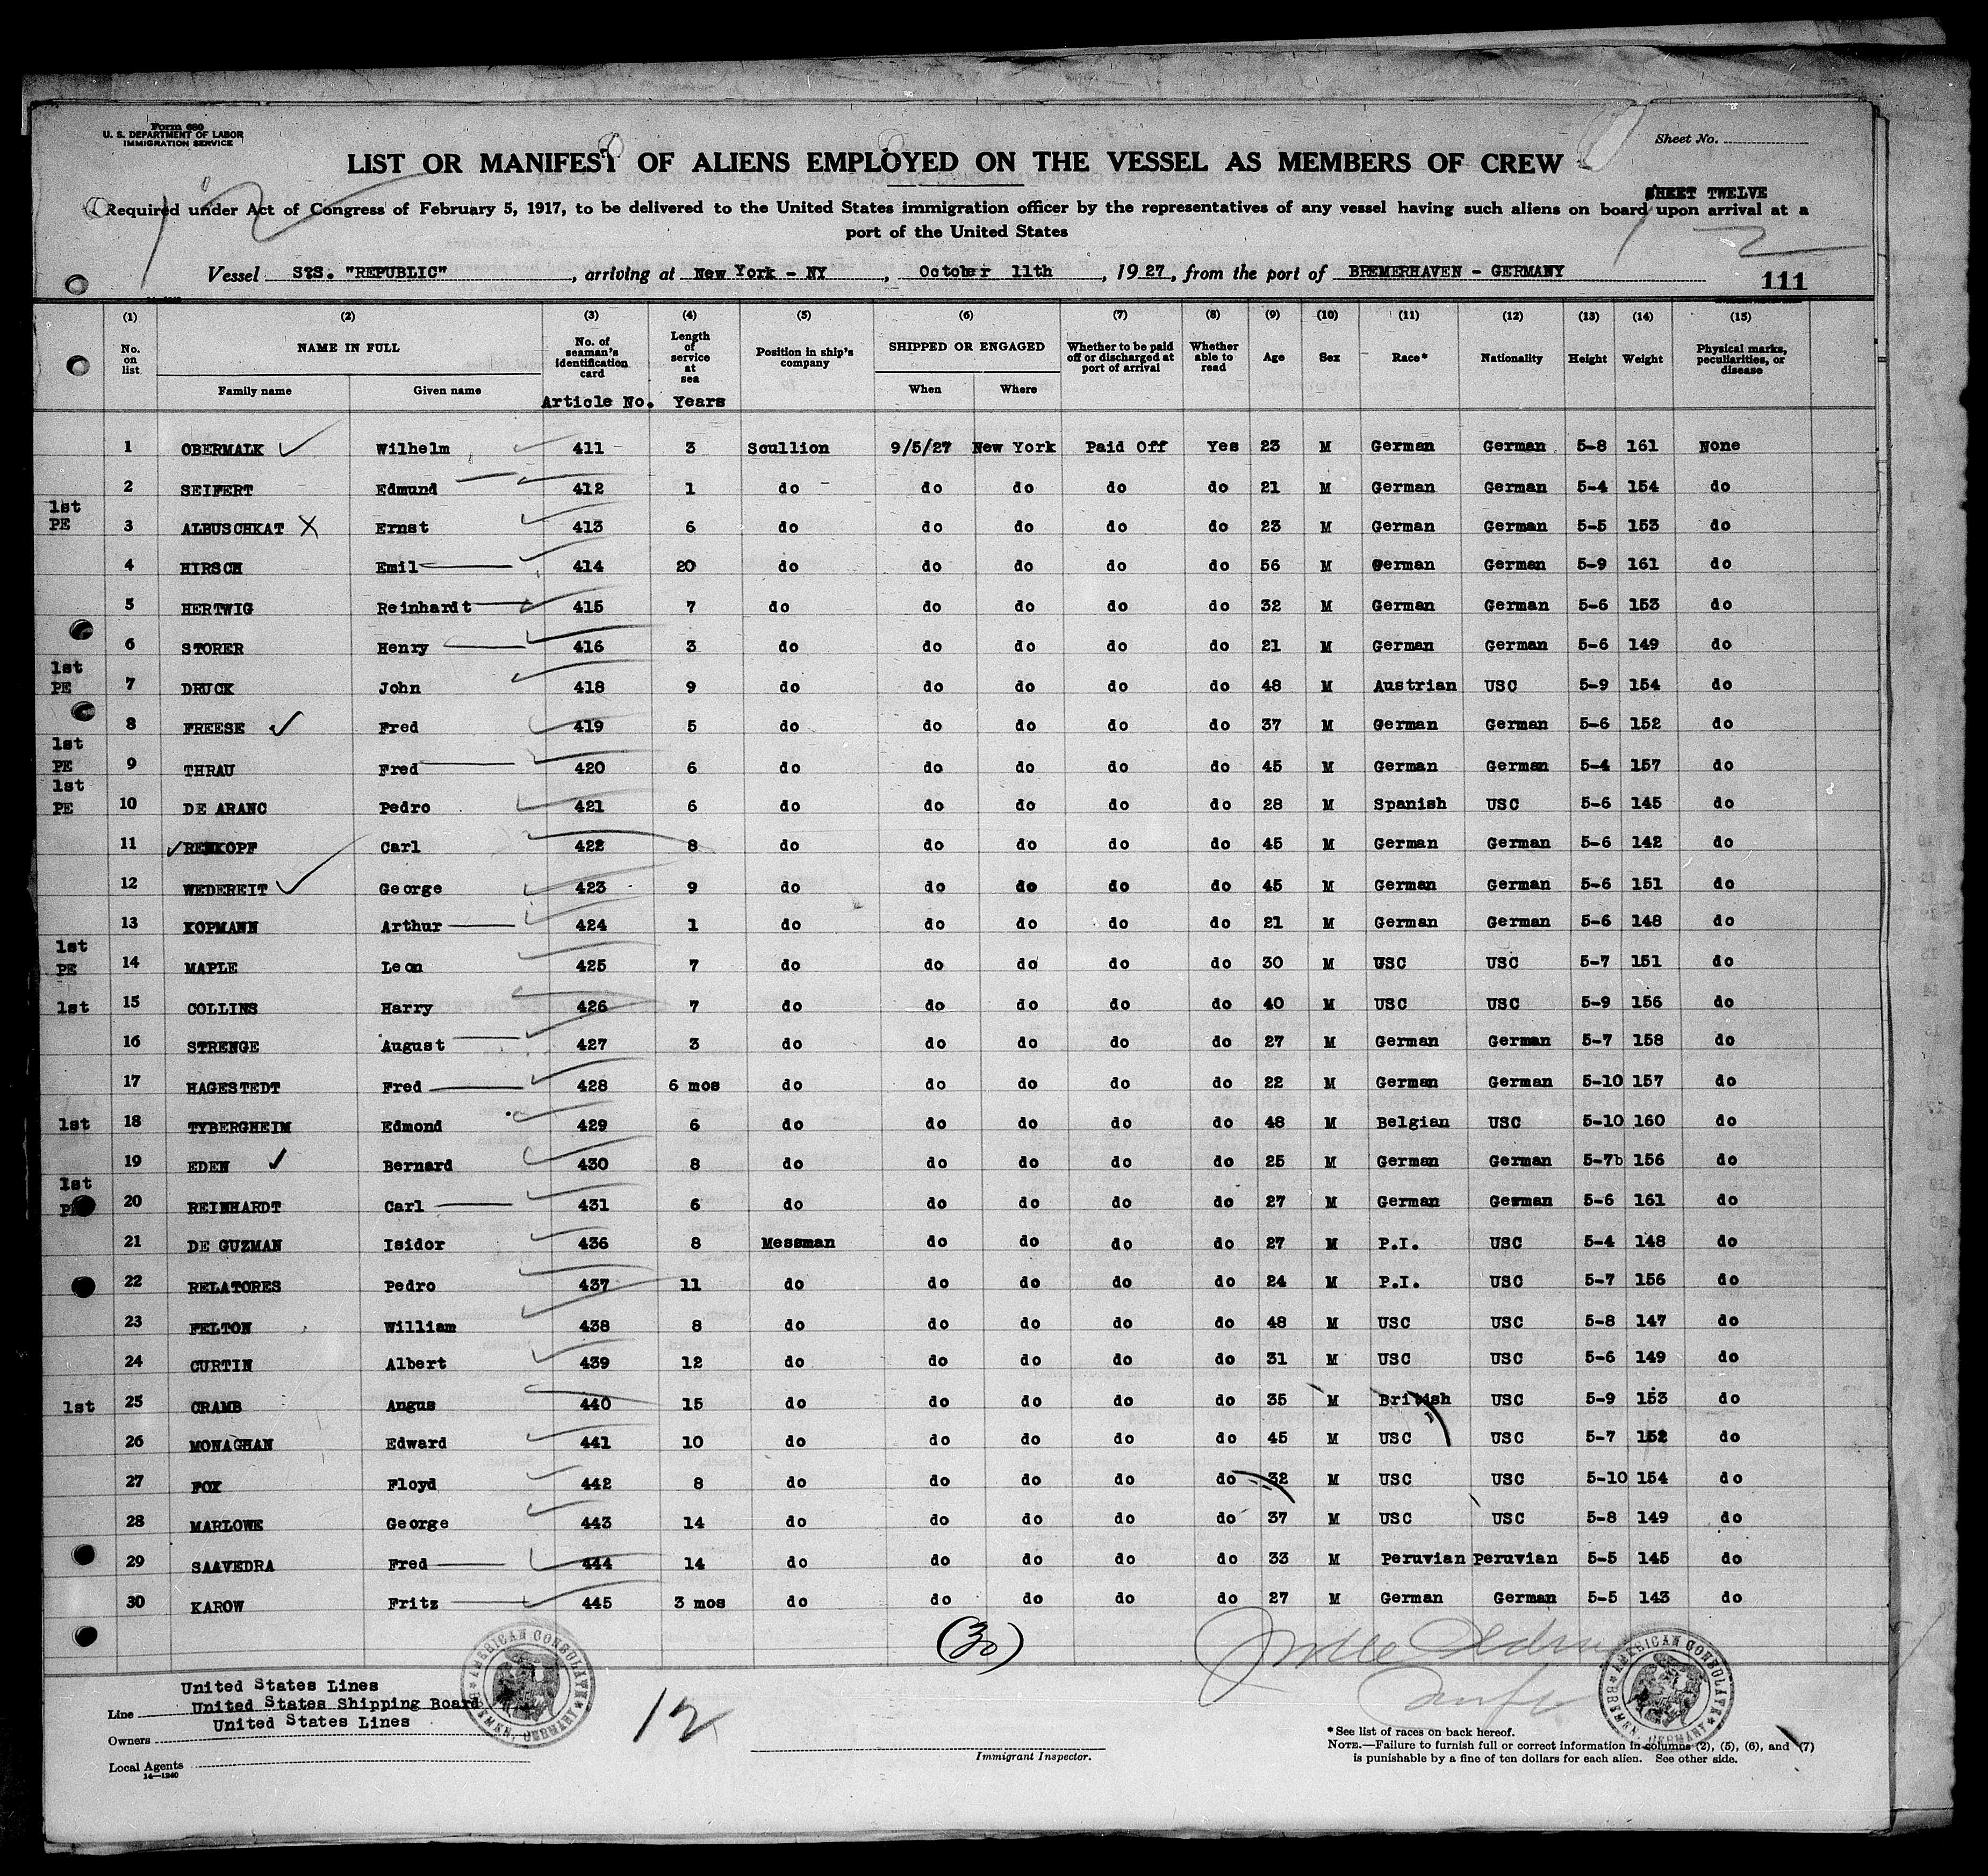 Form 680
U. S. DEPARTMENT OF LABOR
IMMIGRATION SERVICE
Sheet No.
LIST OR MANIFEST OF ALIENS EMPLOYED ON THE VESSEL AS MEMBERS OF CREW
SHEET TWELVE
Required under Act of Congress of February 5, 1917, to be delivered to the United States immigration officer by the representatives of any vessel having such aliens on board upon arrival at a
port of the United States
12
Vessel S?S. "REPUBLIC", arriving at New York - NY, October 11th, 1927, from the port of BREMERHAVEN - GERMANY
111
(1) (2) (3) (4) (5) (6) (7) (8) (9) (10) (11) (12) (13) (14) (15)
No. on list NAME IN FULL Family name Given name No. of seaman's identification card Article No. Length of service at sea Years Position in ship's company SHIPPED OR ENGAGED When Where Whether to be paid off or discharged at port of arrival Whether able to read Age Sex Race* Nationality Height Weight Physical marks, peculiarities, or disease
1 OBERMALK Wilhelm 411 3 Scullion 9/5/27 New York Paid Off Yes 23 M German German 5-8 161 None
2 SEIFERT Edmund 412 1 do do do do do 21 M German German 5-4 154 do
1st PE 3 ALBUSCHKAT X Ernst 413 6 do do do do do 23 M German German 5-5 153 do
4 HIRSCH Emil 414 20 do do do do do 56 M German German 5-9 161 do
5 HERTWIG Reinhardt 415 7 do do do do do 32 M German German 5-6 153 do
6 STORER Henry 416 3 do do do do do 21 M German German 5-6 149 do
1st PE 7 DRUCK John 418 9 do do do do do 48 M Austrian USC 5-9 154 do
8 FREESE Fred 419 5 do do do do do 37 M German German 5-6 152 do
1st PE 9 THRAU Fred 420 6 do do do do do 45 M German German 5-4 157 do
1st PE 10 DE ARANC Pedro 421 6 do do do do do 28 M Spanish USC 5-6 145 do
11 REMKOPF Carl 422 8 do do do do do 45 M German German 5-6 142 do
12 WEDEREIT George 423 9 do do do do do 45 M German German 5-6 151 do
13 KOPMANN Arthur 424 1 do do do do do 21 M German German 5-6 148 do
1st PE 14 MAPLE Leon 425 7 do do do do do 30 M USC USC 5-7 151 do
1st 15 COLLINS Harry 426 7 do do do do do 40 M USC USC 5-9 156 do
16 STRENGE August 427 3 do do do do do 27 M German German 5-7 158 do
17 HAGESTEDT Fred 428 6 mos do do do do do 22 M German German 5-10 157 do
1st 18 TYBERGHEIM Edmond 429 6 do do do do do 48 M Belgian USC 5-10 160 do
19 EDEN Bernard 430 8 do do do do do 25 M German German 5-7b 156 do
1st PE 20 REINHARDT Carl 431 6 do do do do do 27 M German German 5-6 161 do
21 DE GUZMAN Isidor 436 8 Messman do do do do 27 M P.I. USC 5-4 148 do
22 RELATORES Pedro 437 11 do do do do do 24 M P.I. USC 5-7 156 do
23 FELTON William 438 8 do do do do do 48 M USC USC 5-8 147 do
24 CURTIN Albert 439 12 do do do do do 31 M USC USC 5-6 149 do
1st 25 CRAMB Angus 440 15 do do do do do 35 M British USC 5-9 153 do
26 MONAGHAN Edward 441 10 do do do do do 45 M USC USC 5-7 152 do
27 FOX Floyd 442 8 do do do do do 32 M USC USC 5-10 154 do
28 MARLOWE George 443 14 do do do do do 37 M USC USC 5-8 149 do
29 SAAVEDRA Fred 444 14 do do do do do 33 M Peruvian Peruvian 5-5 145 do
30 KAROW Fritz 445 3 mos do do do do do 27 M German German 5-5 143 do
(30)
United States Lines
Line United States Shipping Board
Owners United States Lines
Local Agents
14—1240
AMERICAN CONSULATE BREMEN, GERMANY
12
Immigrant Inspector.
AMERICAN CONSULATE BREMEN, GERMANY
*See list of races on back hereof.
NOTE.—Failure to furnish full or correct information in columns (2), (5), (6), and (7)
is punishable by a fine of ten dollars for each alien. See other side.